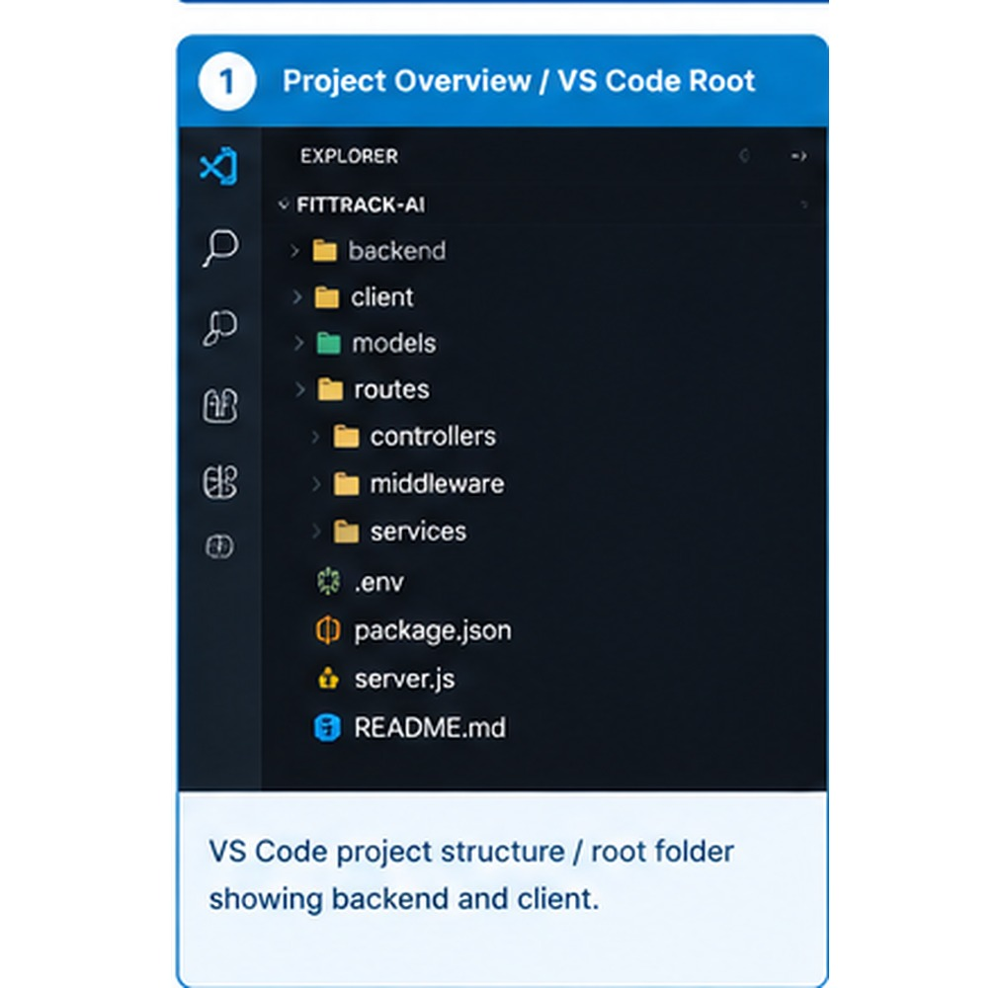 1 Project Overview / VS Code Root
EXPLORER
FITTRACK-AI
backend
client
models
routes
controllers
middleware
services
.env
package.json
server.js
README.md
VS Code project structure / root folder
showing backend and client.